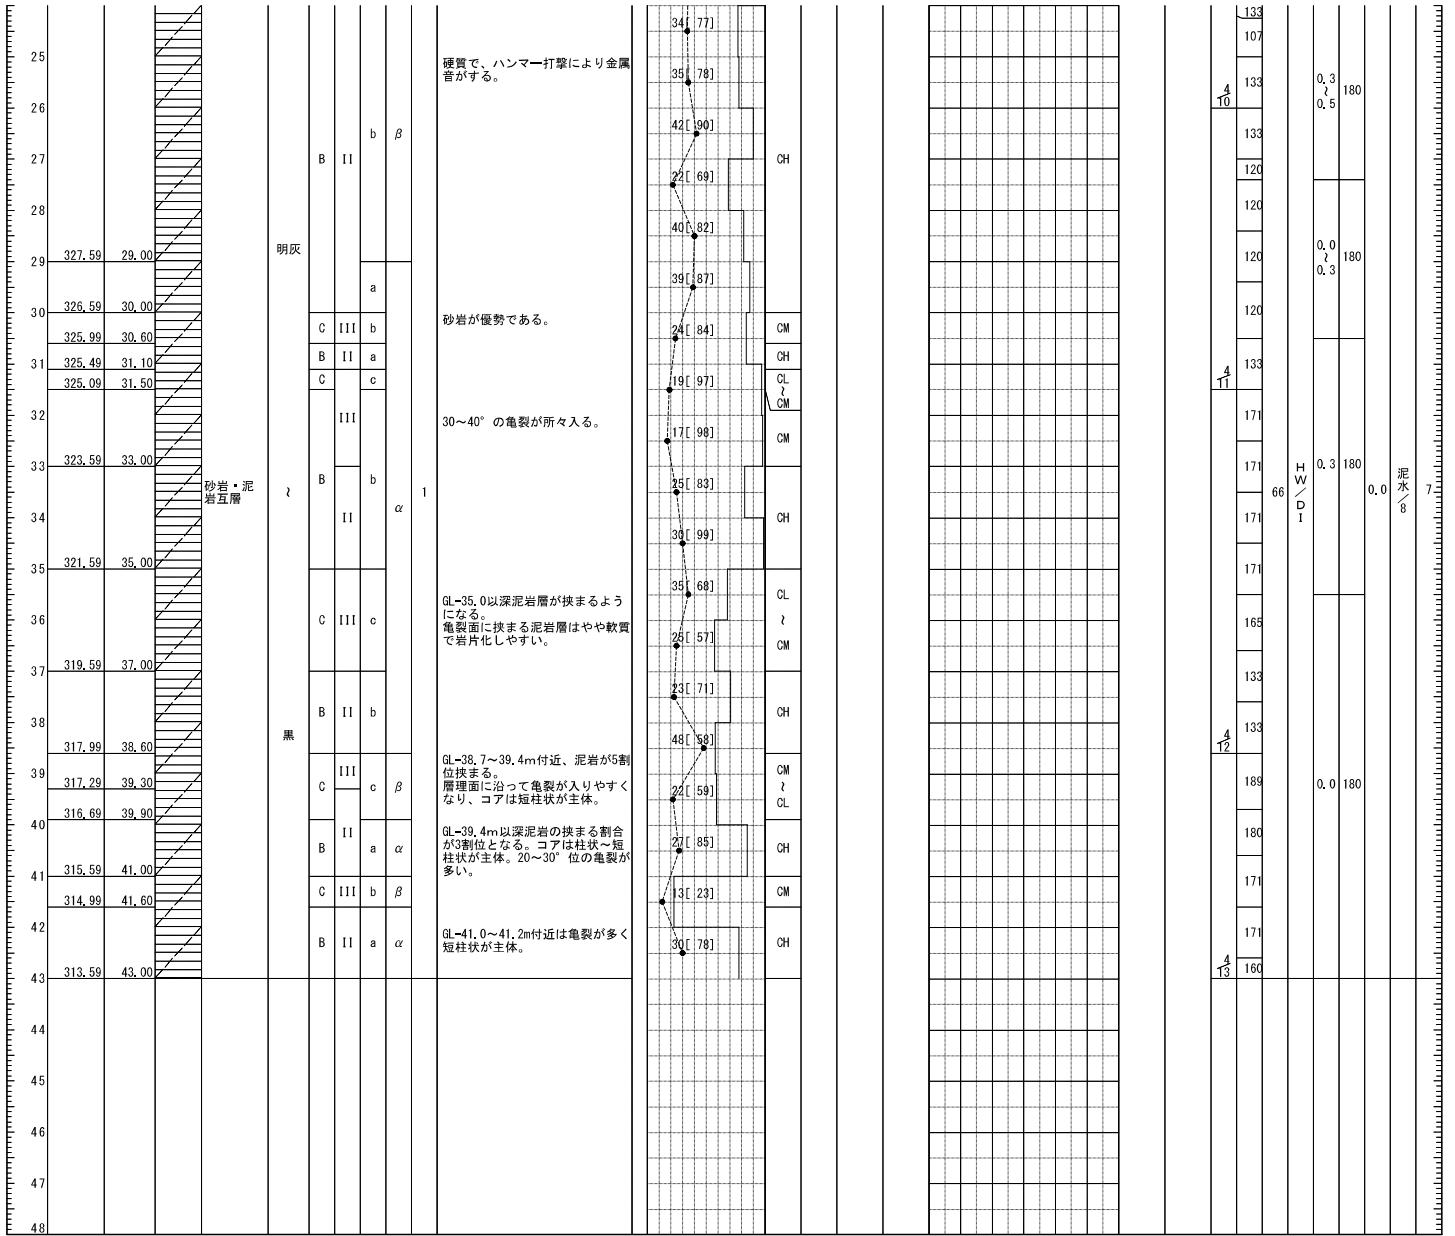 25
26
27
28
29
30
31
32
33
34
35
36
37
38
39
40
41
42
43
44
45
46
47
48
327.59 29.00
326.59 30.00
325.99 30.60
325.49 31.10
325.09 31.50
323.59 33.00
321.59 35.00
319.59 37.00
317.99 38.60
317.29 39.30
316.69 39.90
315.59 41.00
314.99 41.60
313.59 43.00
砂岩・泥
岩互層
明灰
~
黒
B
C
B
C
B
C
B
C
B
C
B
II
III
II
III
II
III
II
III
II
III
II
b
a
b
a
c
b
c
b
c
a
b
a
β
α
β
α
β
α
1
硬質で、ハンマー打撃により金属
音がする。
砂岩が優勢である。
30~40°の亀裂が所々入る。
GL-35.0以深泥岩層が挟まるよう
になる。
亀裂面に挟まる泥岩層はやや軟質
で岩片化しやすい。
GL-38.7~39.4m付近、泥岩が5割
位挟まる。
層理面に沿って亀裂が入りやすく
なり、コアは短柱状が主体。
GL-39.4m以深泥岩の挟まる割合
が3割位となる。コアは柱状~短
柱状が主体。20~30°位の亀裂が
多い。
GL-41.0~41.2m付近は亀裂が多く
短柱状が主体。
34[ 77]
35[ 78]
42[ 90]
22[ 69]
40[ 82]
39[ 87]
24[ 84]
19[ 97]
17[ 98]
25[ 83]
30[ 99]
35[ 68]
25[ 57]
23[ 71]
48[ 58]
22[ 59]
27[ 85]
13[ 23]
30[ 78]
CH
CM
CH
CL
~
CM
CM
CH
CL
~
CM
CH
CM
~
CL
CH
CM
CH
4/10
4/11
4/12
4/13
133
107
133
133
120
120
120
120
133
171
171
171
171
165
133
133
189
180
171
171
160
66
HW/DI
0.3
~
0.5
180
0.0
~
0.3
180
0.3 180
0.0 180
0.0
泥水/8
7